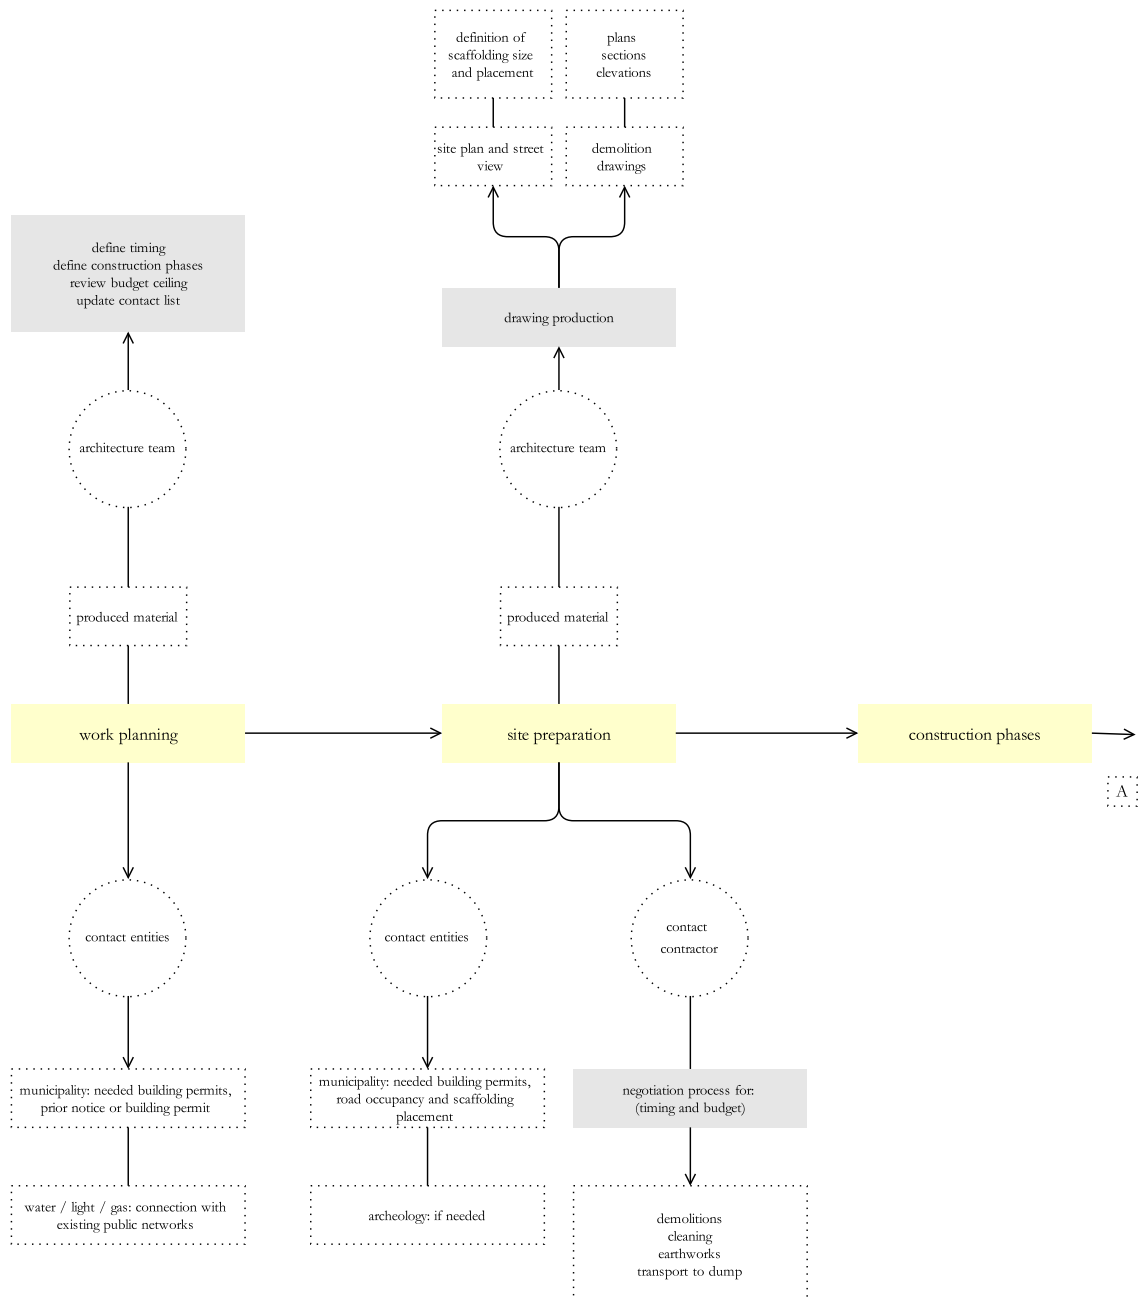 definition of
scaffolding size
and placement
plans
sections
elevations
site plan and street
view
demolition
drawings
define timing
define construction phases
review budget ceiling
update contact list
drawing production
architecture team
architecture team
produced material
produced material
work planning
site preparation
construction phases
A
contact entities
contact entities
contact
contractor
municipality: needed building permits,
prior notice or building permit
municipality: needed building permits,
road occupancy and scaffolding
placement
negotiation process for:
(timing and budget)
water / light / gas: connection with
existing public networks
archeology: if needed
demolitions
cleaning
earthworks
transport to dump